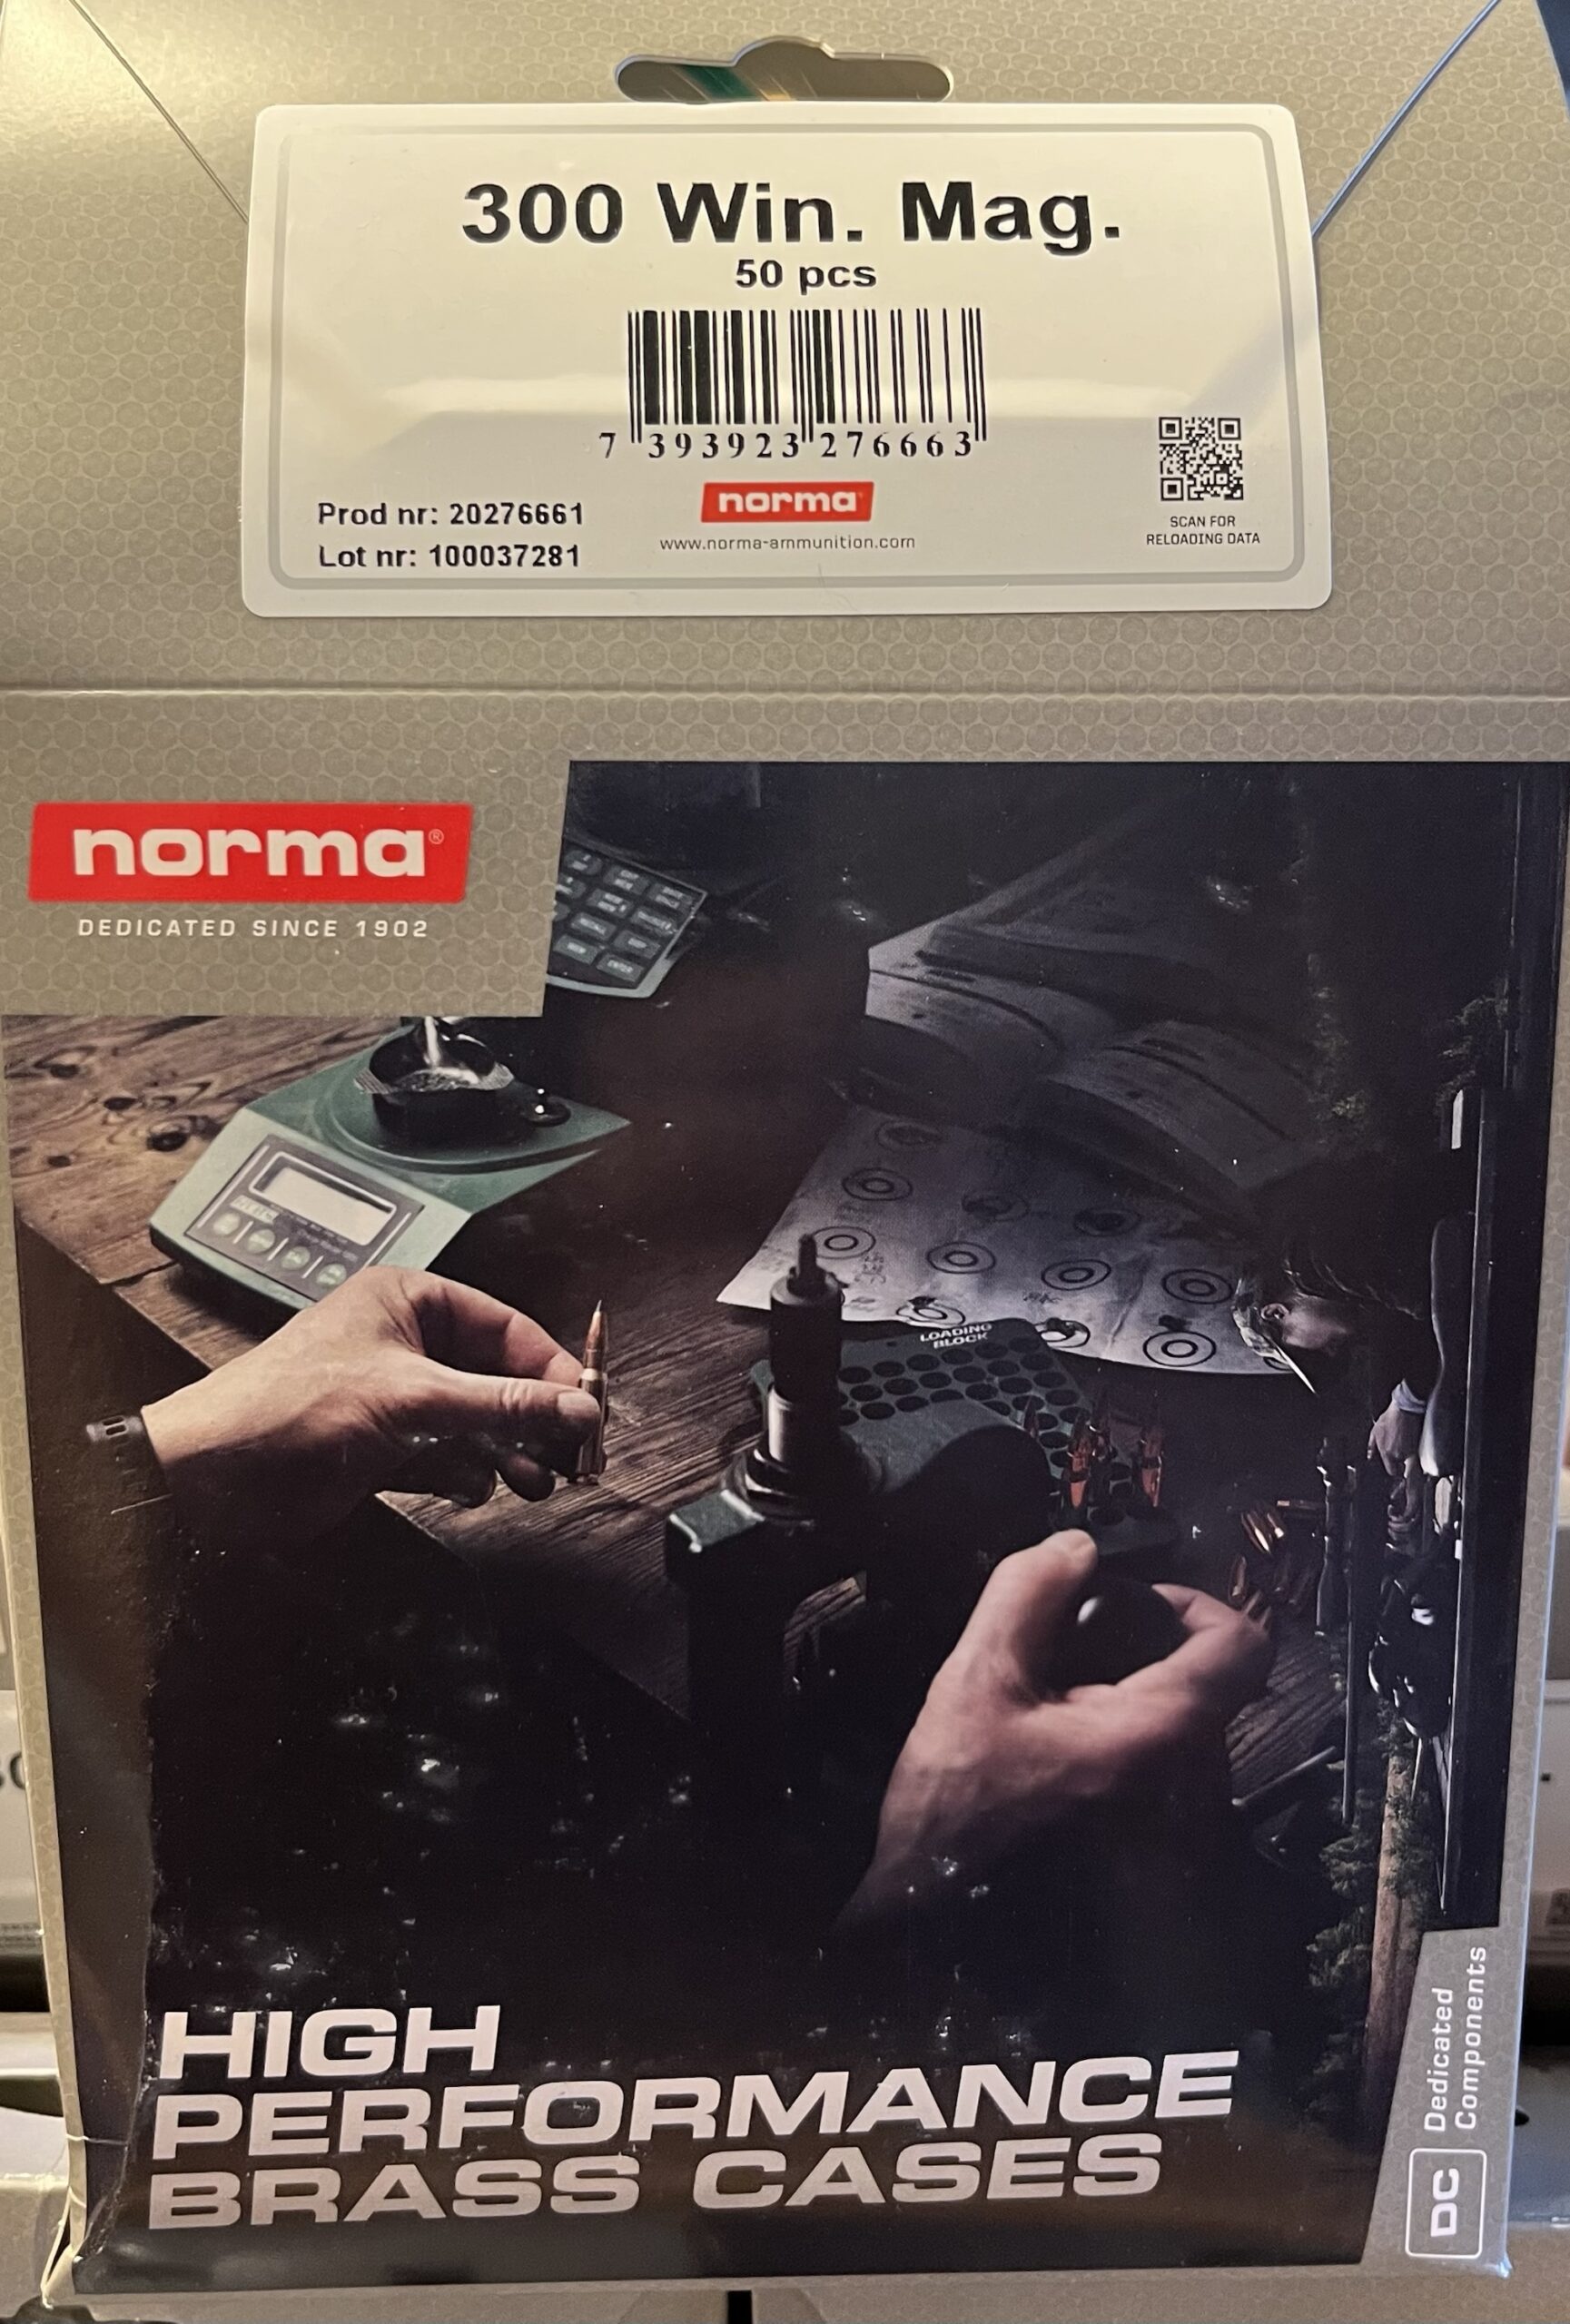 300 Win. Mag.
50 pcs
7 393923 276663
Prod nr: 20276661
Lot nr: 100037281
norma
www.norma-ammunition.com
SCAN FOR
RELOADING DATA
norma®
DEDICATED SINCE 1902
ENTER
LOADING
BLOCK
HIGH
PERFORMANCE
BRASS CASES
Dedicated
Components
DC